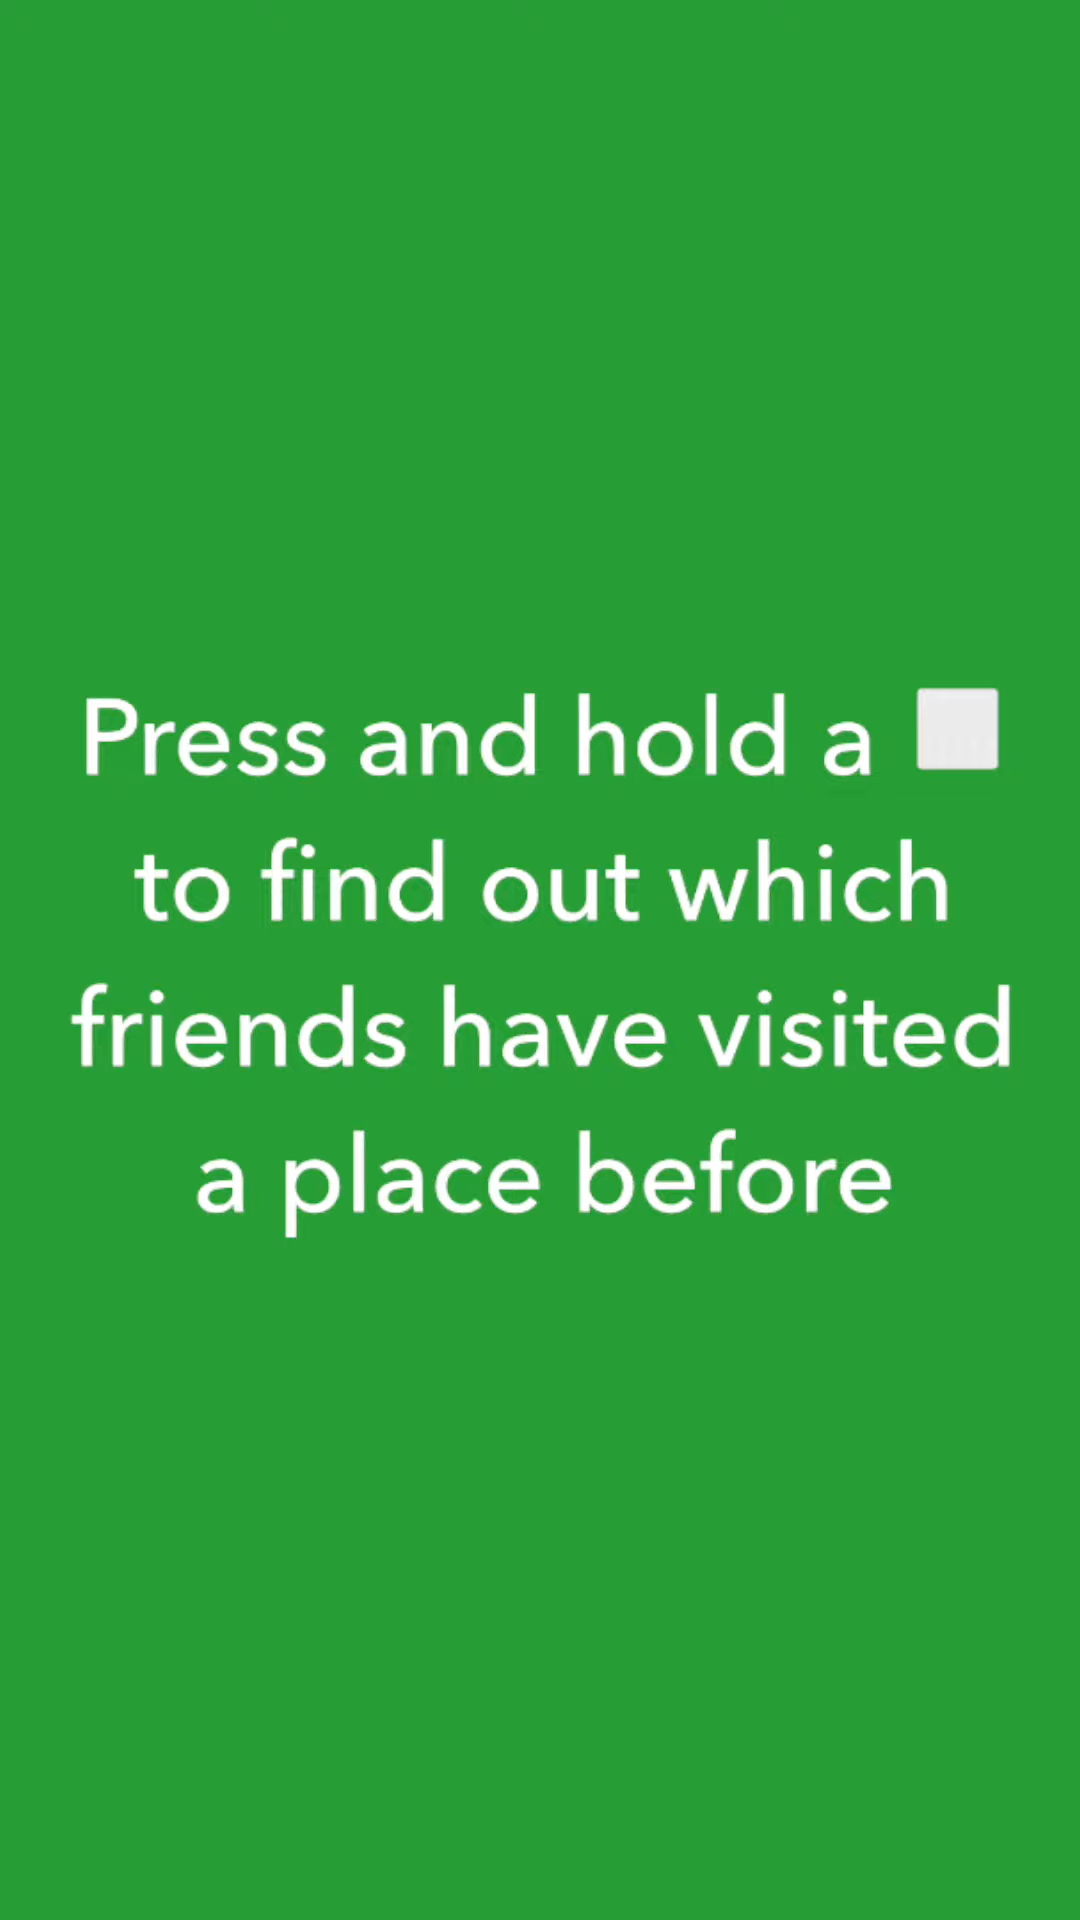 Press and hold a ⬜
to find out which
friends have visited
a place before